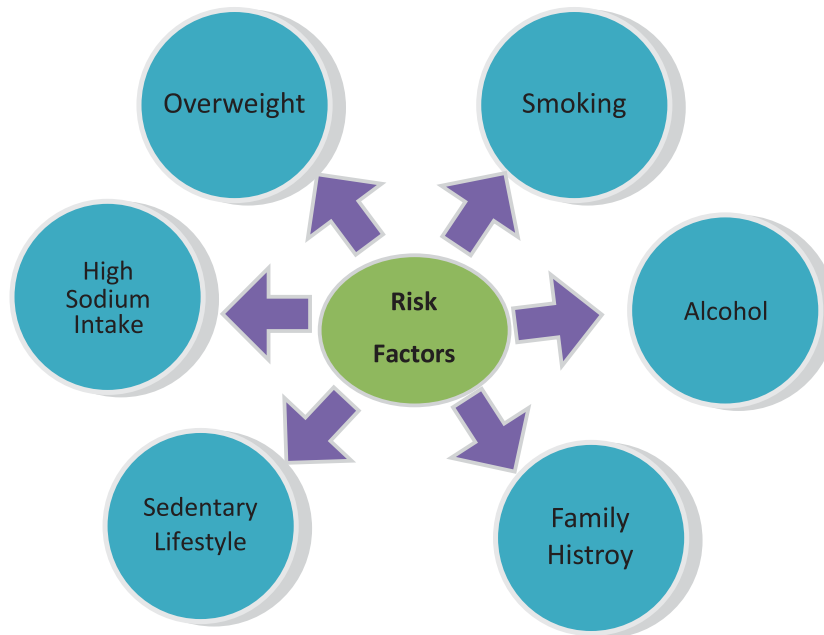 Overweight
Smoking
High
Sodium
Intake
Risk
Factors
Alcohol
Sedentary
Lifestyle
Family
Histroy